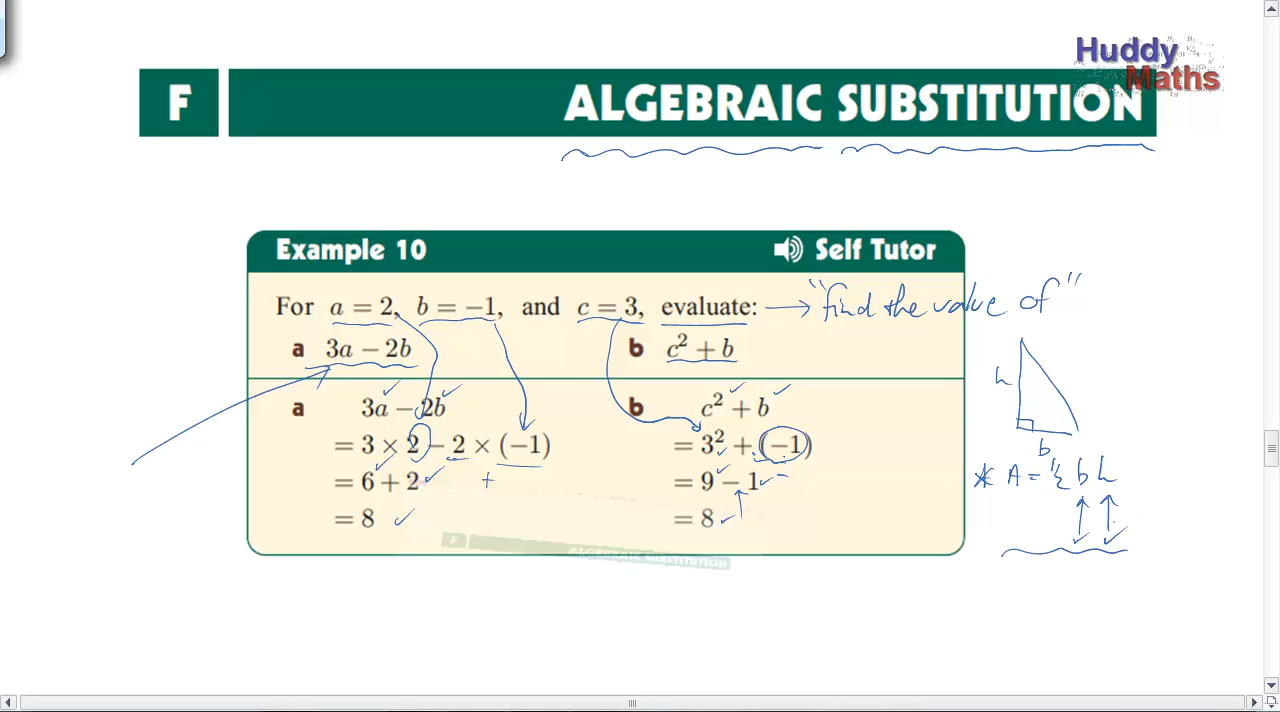 Huddy
Maths
F ALGEBRAIC SUBSTITUTION
Example 10 Self Tutor
For a = 2, b = −1, and c = 3, evaluate: → "find the value of"
a 3a − 2b b c² + b
a 3a − 2b
= 3 × 2 − 2 × (−1)
= 6 + 2 +
= 8
b c² + b
= 3² + (−1)
= 9 − 1 −
= 8
h
b
* A = ½ b h
F ALGEBRAIC SUBSTITUTION